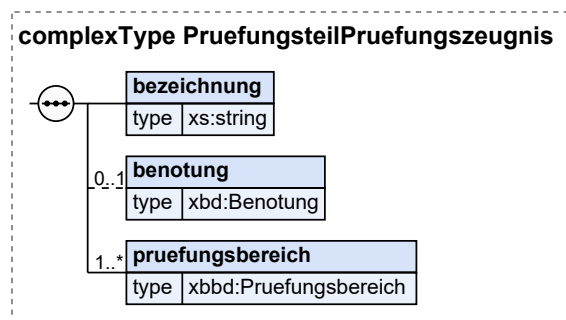 complexType PruefungsteilPruefungszeugnis
bezeichnung
type xs:string
0..1
benotung
type xbd:Benotung
1..*
pruefungsbereich
type xbbd:Pruefungsbereich